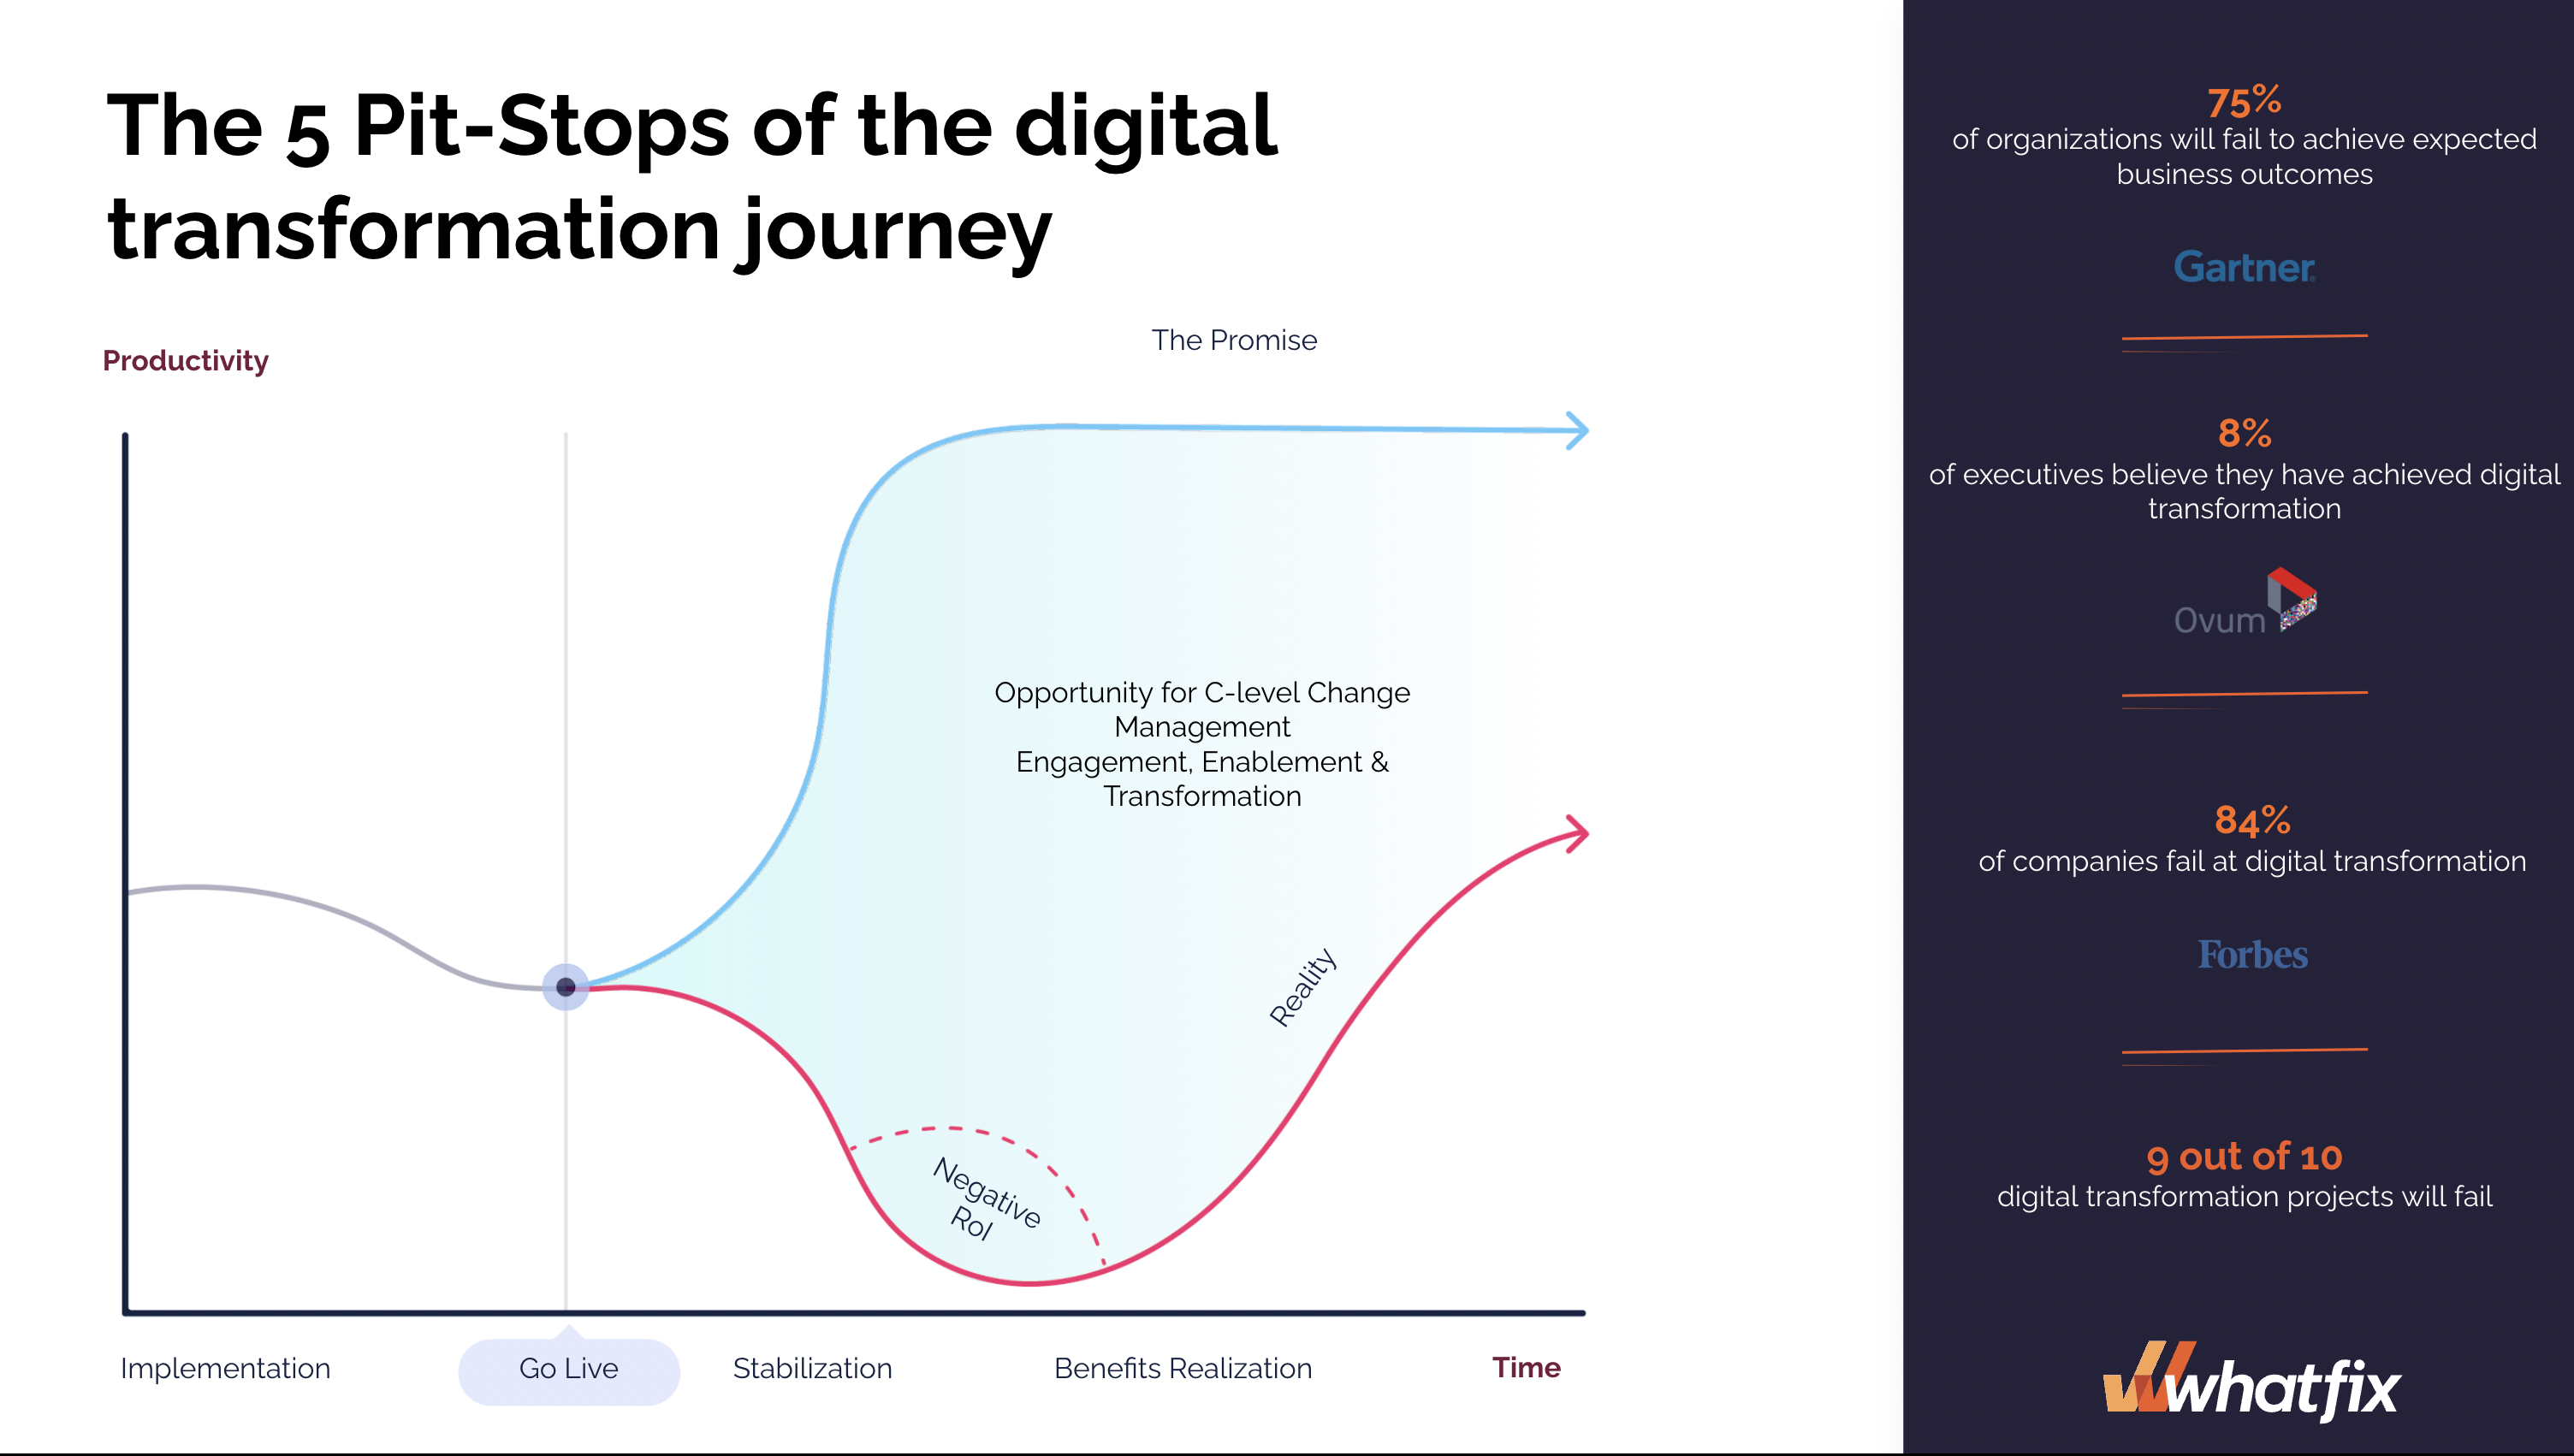 The 5 Pit-Stops of the digital
transformation journey
Productivity
The Promise
Opportunity for C-level Change
Management
Engagement, Enablement &
Transformation
Reality
Negative
RoI
Implementation
Go Live
Stabilization
Benefits Realization
Time
75%
of organizations will fail to achieve expected
business outcomes
Gartner
8%
of executives believe they have achieved digital
transformation
Ovum
84%
of companies fail at digital transformation
Forbes
9 out of 10
digital transformation projects will fail
whatfix